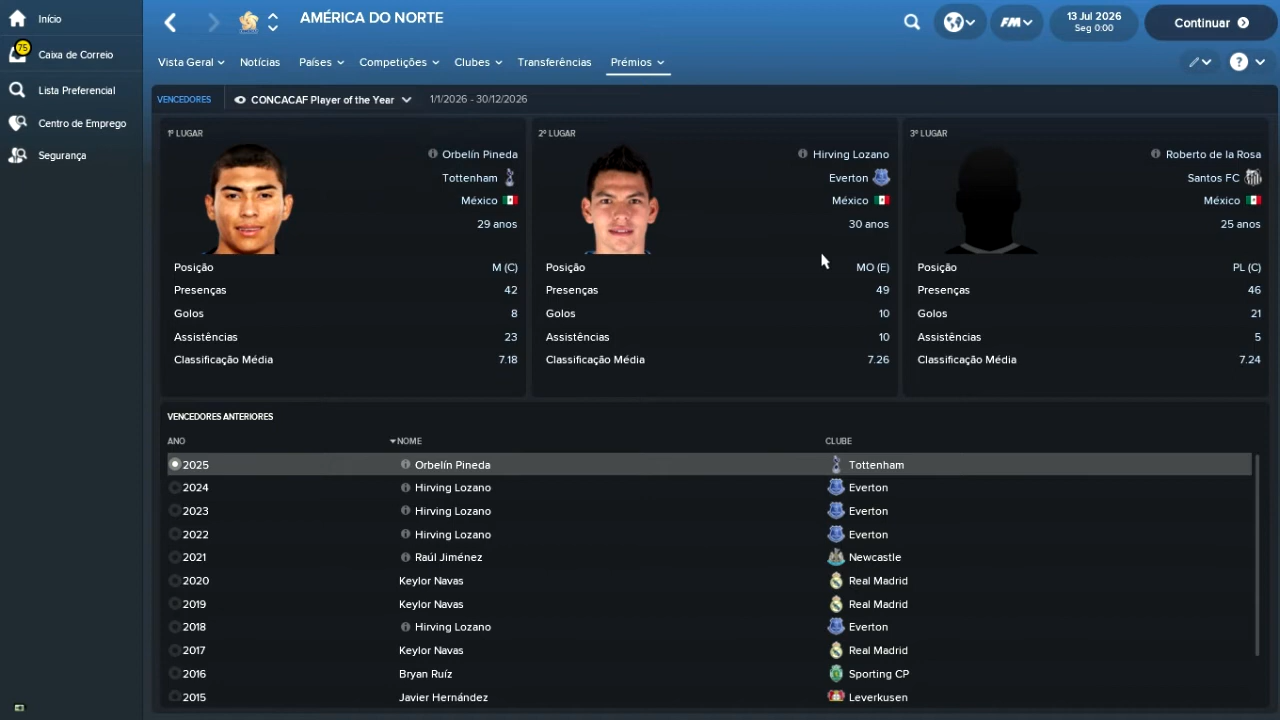 Início
75
Caixa de Correio
Lista Preferencial
Centro de Emprego
Segurança
AMÉRICA DO NORTE
FM
13 Jul 2026
Seg 0:00
Continuar
Vista Geral
Notícias
Países
Competições
Clubes
Transferências
Prémios
?
VENCEDORES
CONCACAF Player of the Year
1/1/2026 - 30/12/2026
1º LUGAR
Orbelín Pineda
Tottenham
México
29 anos
Posição M (C)
Presenças 42
Golos 8
Assistências 23
Classificação Média 7.18
2º LUGAR
Hirving Lozano
Everton
México
30 anos
Posição MO (E)
Presenças 49
Golos 10
Assistências 10
Classificação Média 7.26
3º LUGAR
Roberto de la Rosa
Santos FC
México
25 anos
Posição PL (C)
Presenças 46
Golos 21
Assistências 5
Classificação Média 7.24
VENCEDORES ANTERIORES
ANO NOME CLUBE
2025 Orbelín Pineda Tottenham
2024 Hirving Lozano Everton
2023 Hirving Lozano Everton
2022 Hirving Lozano Everton
2021 Raúl Jiménez Newcastle
2020 Keylor Navas Real Madrid
2019 Keylor Navas Real Madrid
2018 Hirving Lozano Everton
2017 Keylor Navas Real Madrid
2016 Bryan Ruíz Sporting CP
2015 Javier Hernández Leverkusen